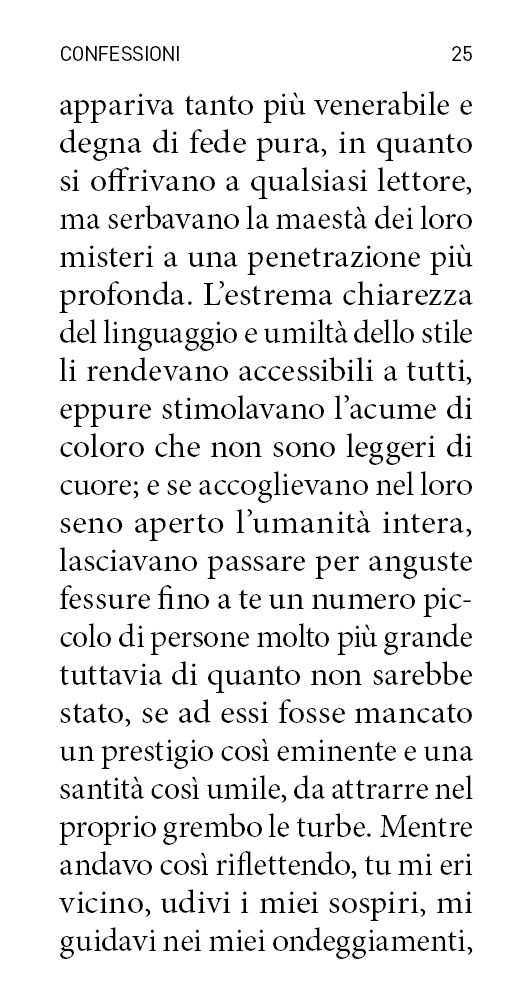 CONFESSIONI 25
appariva tanto più venerabile e
degna di fede pura, in quanto
si offrivano a qualsiasi lettore,
ma serbavano la maestà dei loro
misteri a una penetrazione più
profonda. L’estrema chiarezza
del linguaggio e umiltà dello stile
li rendevano accessibili a tutti,
eppure stimolavano l’acume di
coloro che non sono leggeri di
cuore; e se accoglievano nel loro
seno aperto l’umanità intera,
lasciavano passare per anguste
fessure fino a te un numero pic-
colo di persone molto più grande
tuttavia di quanto non sarebbe
stato, se ad essi fosse mancato
un prestigio così eminente e una
santità così umile, da attrarre nel
proprio grembo le turbe. Mentre
andavo così riflettendo, tu mi eri
vicino, udivi i miei sospiri, mi
guidavi nei miei ondeggiamenti,